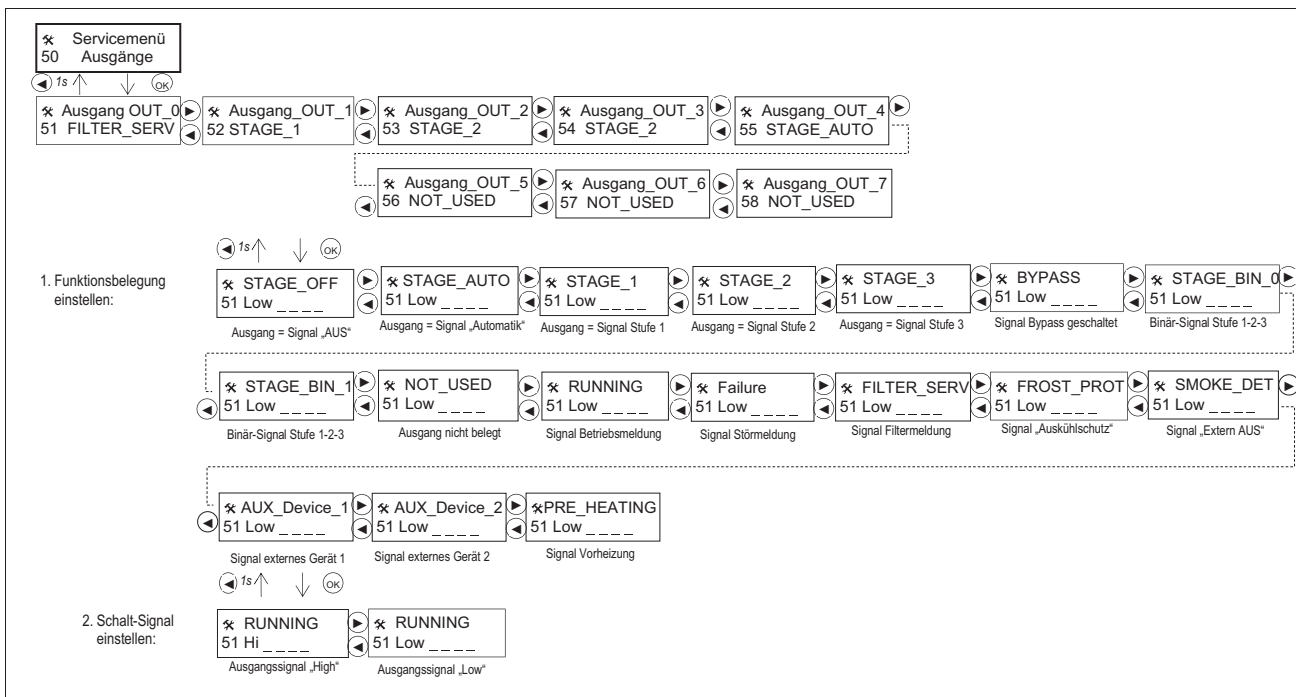 Servicemenü
50 Ausgänge
1s OK
Ausgang OUT_0
51 FILTER_SERV
Ausgang_OUT_1
52 STAGE_1
Ausgang_OUT_2
53 STAGE_2
Ausgang_OUT_3
54 STAGE_2
Ausgang_OUT_4
55 STAGE_AUTO
Ausgang_OUT_5
56 NOT_USED
Ausgang_OUT_6
57 NOT_USED
Ausgang_OUT_7
58 NOT_USED
1s OK
1. Funktionsbelegung
einstellen:
STAGE_OFF
51 Low _ _ _ _
Ausgang = Signal „AUS“
STAGE_AUTO
51 Low _ _ _ _
Ausgang = Signal „Automatik“
STAGE_1
51 Low _ _ _ _
Ausgang = Signal Stufe 1
STAGE_2
51 Low _ _ _ _
Ausgang = Signal Stufe 2
STAGE_3
51 Low _ _ _ _
Ausgang = Signal Stufe 3
BYPASS
51 Low _ _ _ _
Signal Bypass geschaltet
STAGE_BIN_0
51 Low _ _ _ _
Binär-Signal Stufe 1-2-3
STAGE_BIN_1
51 Low _ _ _ _
Binär-Signal Stufe 1-2-3
NOT_USED
51 Low _ _ _ _
Ausgang nicht belegt
RUNNING
51 Low _ _ _ _
Signal Betriebsmeldung
Failure
51 Low _ _ _ _
Signal Störmeldung
FILTER_SERV
51 Low _ _ _ _
Signal Filtermeldung
FROST_PROT
51 Low _ _ _ _
Signal „Auskühlschutz“
SMOKE_DET
51 Low _ _ _ _
Signal „Extern AUS“
AUX_Device_1
51 Low _ _ _ _
Signal externes Gerät 1
AUX_Device_2
51 Low _ _ _ _
Signal externes Gerät 2
PRE_HEATING
51 Low _ _ _ _
Signal Vorheizung
1s OK
2. Schalt-Signal
einstellen:
RUNNING
51 Hi _ _ _ _
Ausgangssignal „High“
RUNNING
51 Low _ _ _ _
Ausgangssignal „Low“